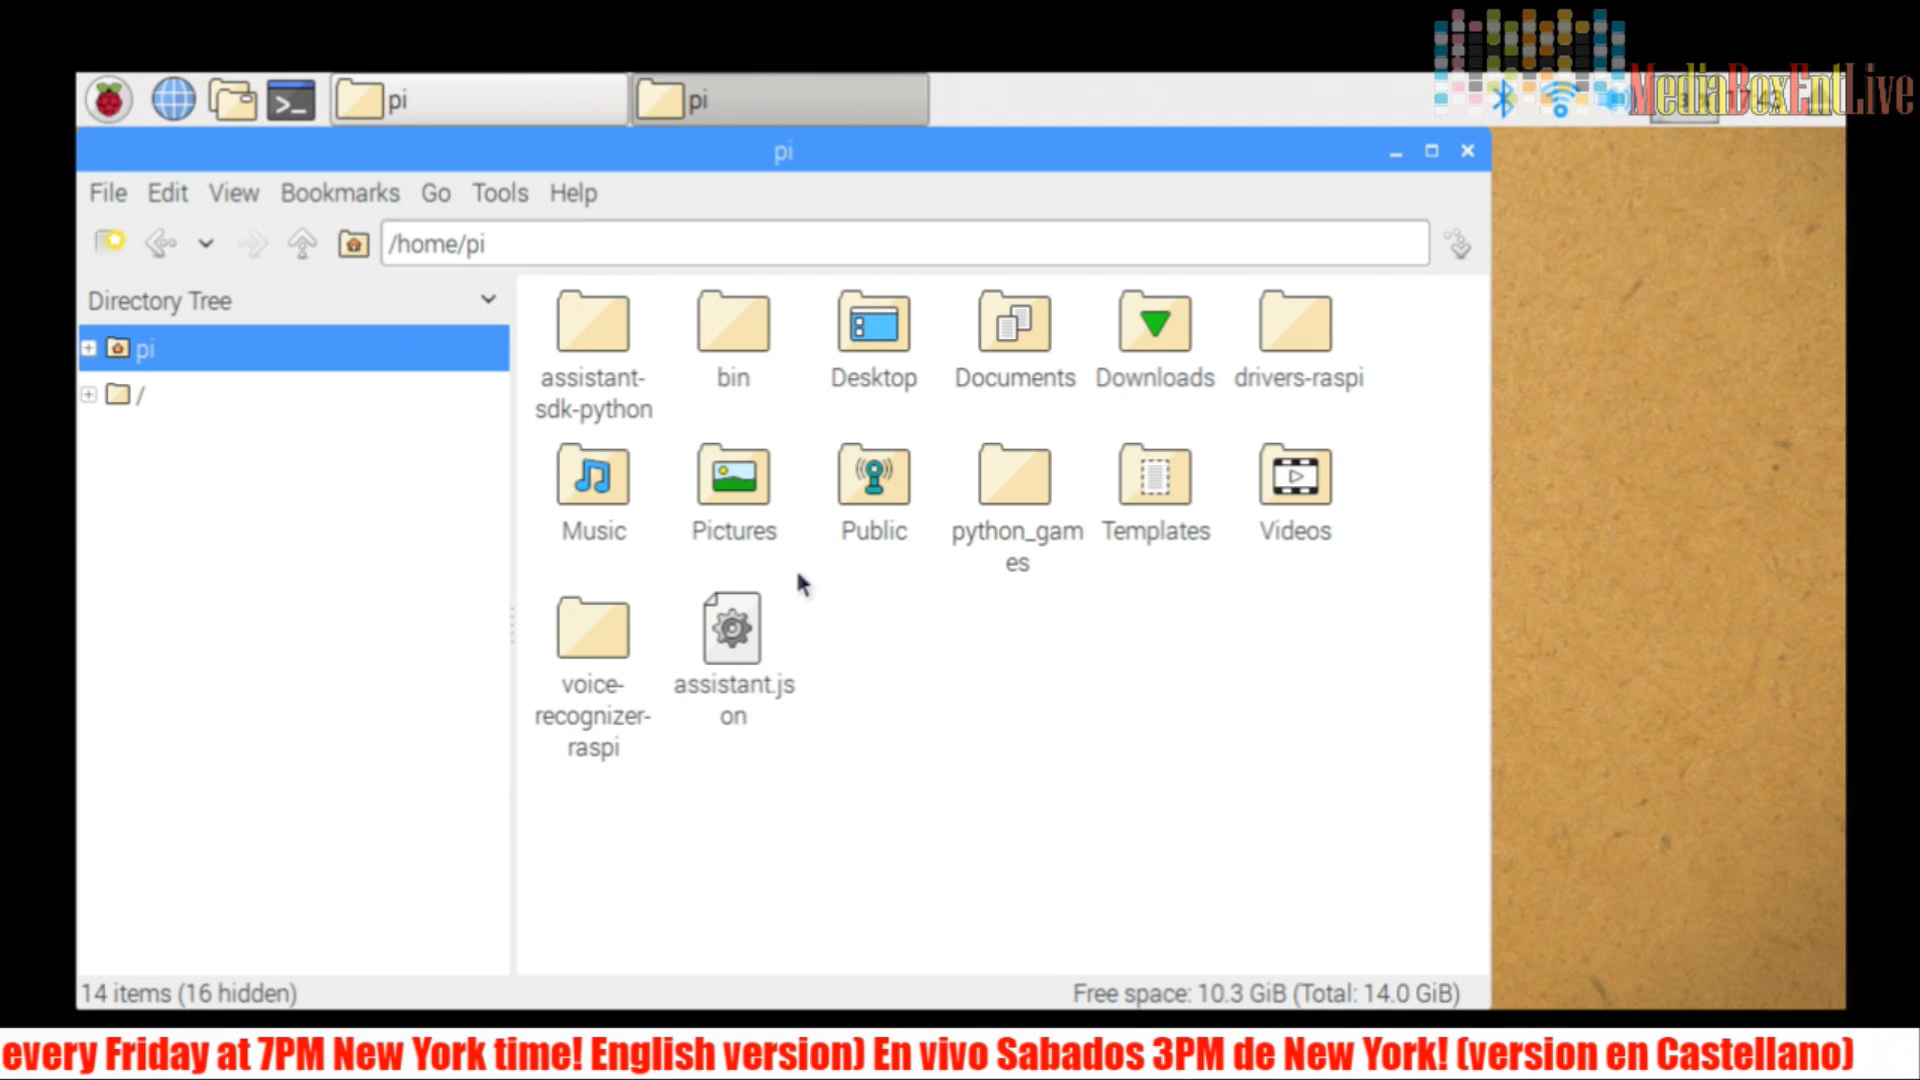 MediaBoxEntLive
pi
pi
pi
File Edit View Bookmarks Go Tools Help
/home/pi
Directory Tree
pi
/
assistant-
sdk-python
bin
Desktop
Documents
Downloads
drivers-raspi
Music
Pictures
Public
python_gam
es
Templates
Videos
voice-
recognizer-
raspi
assistant.js
on
14 items (16 hidden)
Free space: 10.3 GiB (Total: 14.0 GiB)
every Friday at 7PM New York time! English version) En vivo Sabados 3PM de New York! (version en Castellano)